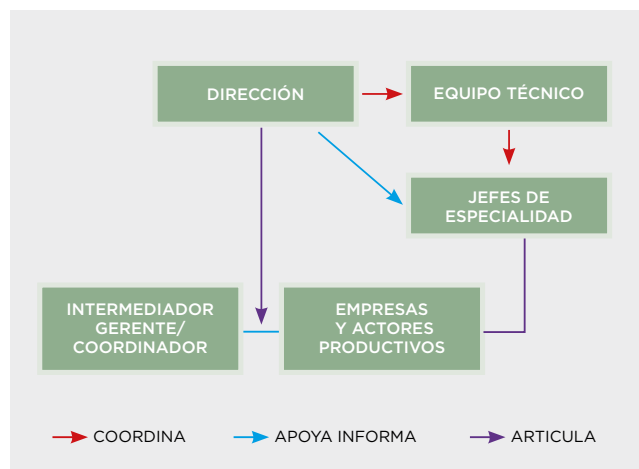 DIRECCIÓN
EQUIPO TÉCNICO
JEFES DE
ESPECIALIDAD
INTERMEDIADOR
GERENTE/
COORDINADOR
EMPRESAS
Y ACTORES
PRODUCTIVOS
COORDINA
APOYA INFORMA
ARTICULA